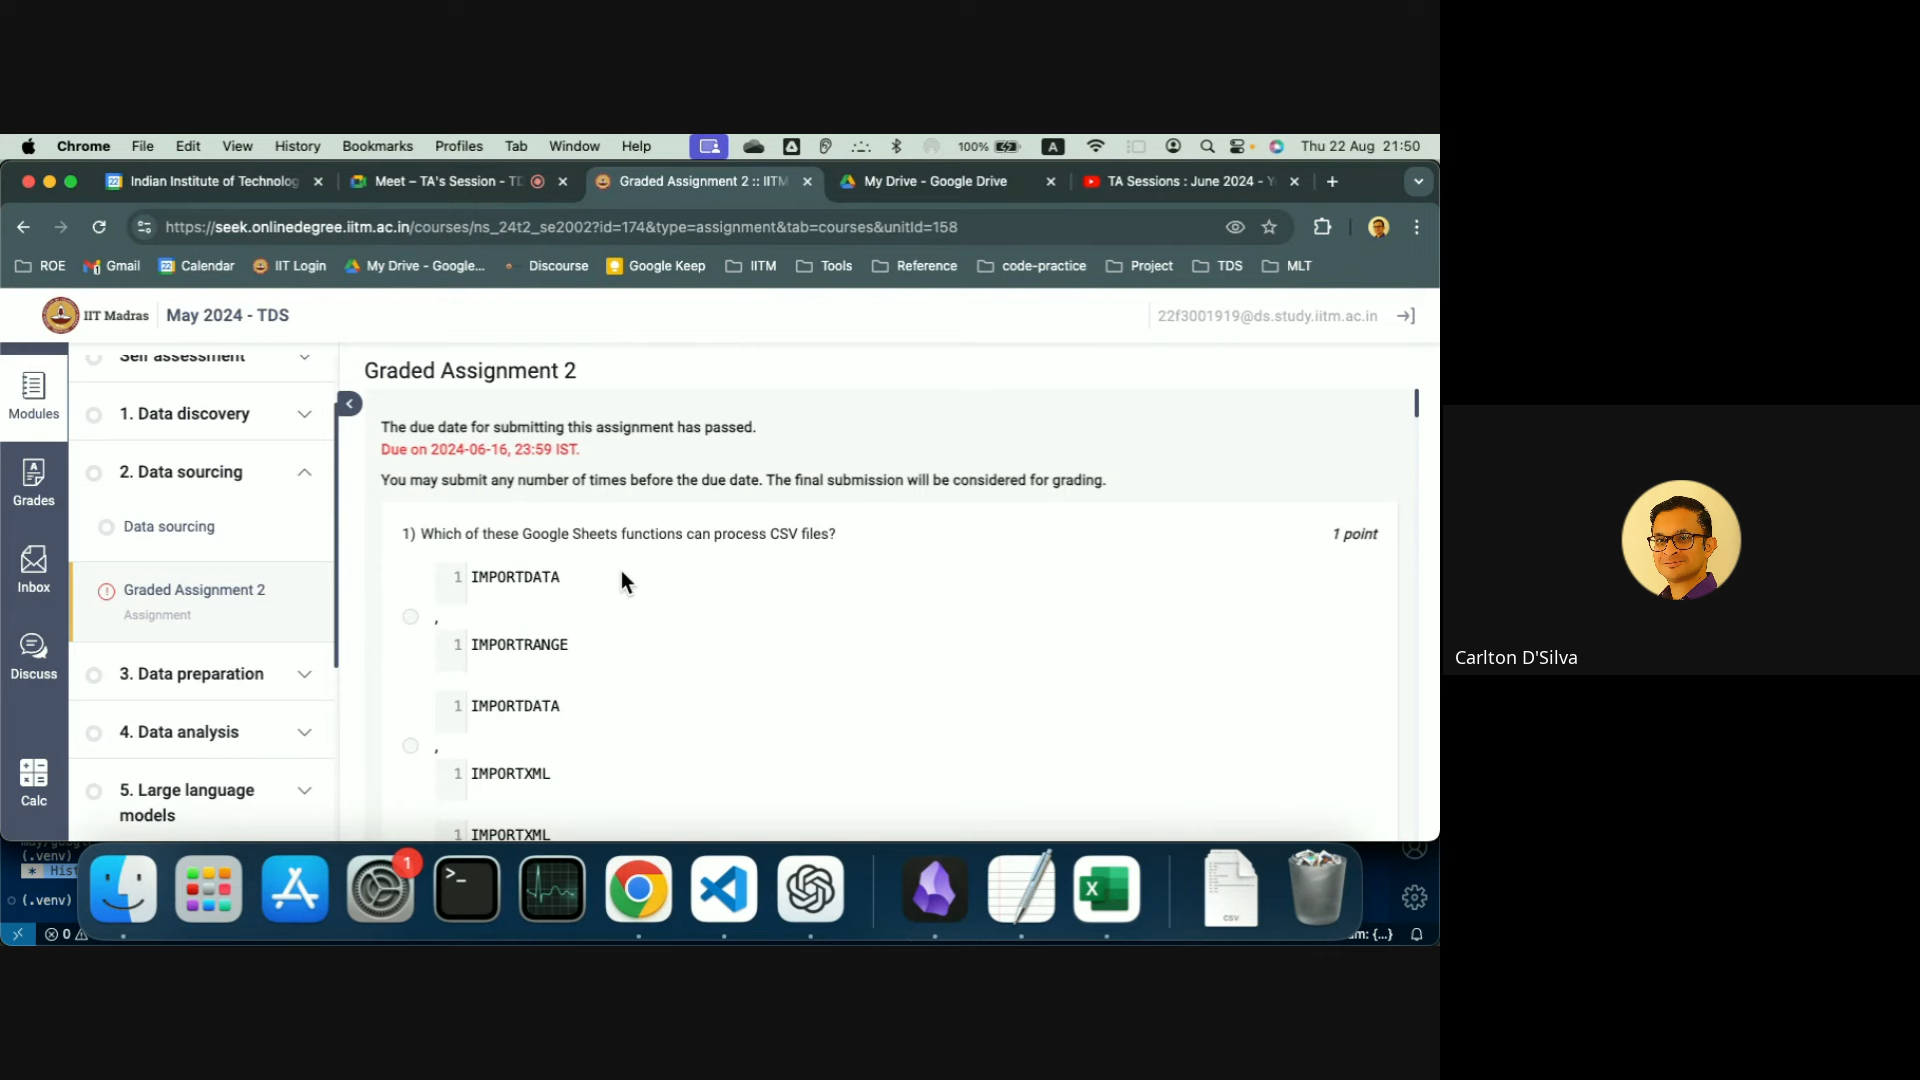 Chrome File Edit View History Bookmarks Profiles Tab Window Help 100% A Thu 22 Aug 21:50
22 Indian Institute of Technolog Meet – TA's Session - TD Graded Assignment 2 :: IITM My Drive - Google Drive TA Sessions : June 2024 - Y
https://seek.onlinedegree.iitm.ac.in/courses/ns_24t2_se2002?id=174&type=assignment&tab=courses&unitId=158
ROE Gmail Calendar IIT Login My Drive - Google... Discourse Google Keep IITM Tools Reference code-practice Project TDS MLT
IIT Madras May 2024 - TDS 22f3001919@ds.study.iitm.ac.in
Modules
Grades
Inbox
Discuss
Calc
Self assessment
1. Data discovery
2. Data sourcing
Data sourcing
Graded Assignment 2
Assignment
3. Data preparation
4. Data analysis
5. Large language
models
Graded Assignment 2
The due date for submitting this assignment has passed.
Due on 2024-06-16, 23:59 IST.
You may submit any number of times before the due date. The final submission will be considered for grading.
1) Which of these Google Sheets functions can process CSV files? 1 point
1 IMPORTDATA
,
1 IMPORTRANGE
1 IMPORTDATA
,
1 IMPORTXML
1 IMPORTXML
(.venv)
* Hist
(.venv)
1
>_
X
CSV
0
{...}
Carlton D'Silva